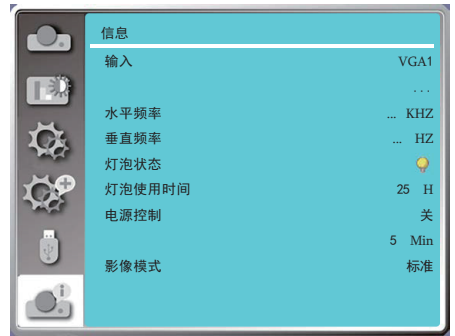 信息
输入 VGA1
...
水平频率 ... KHZ
垂直频率 ... HZ
灯泡状态
灯泡使用时间 25 H
电源控制 关
5 Min
影像模式 标准